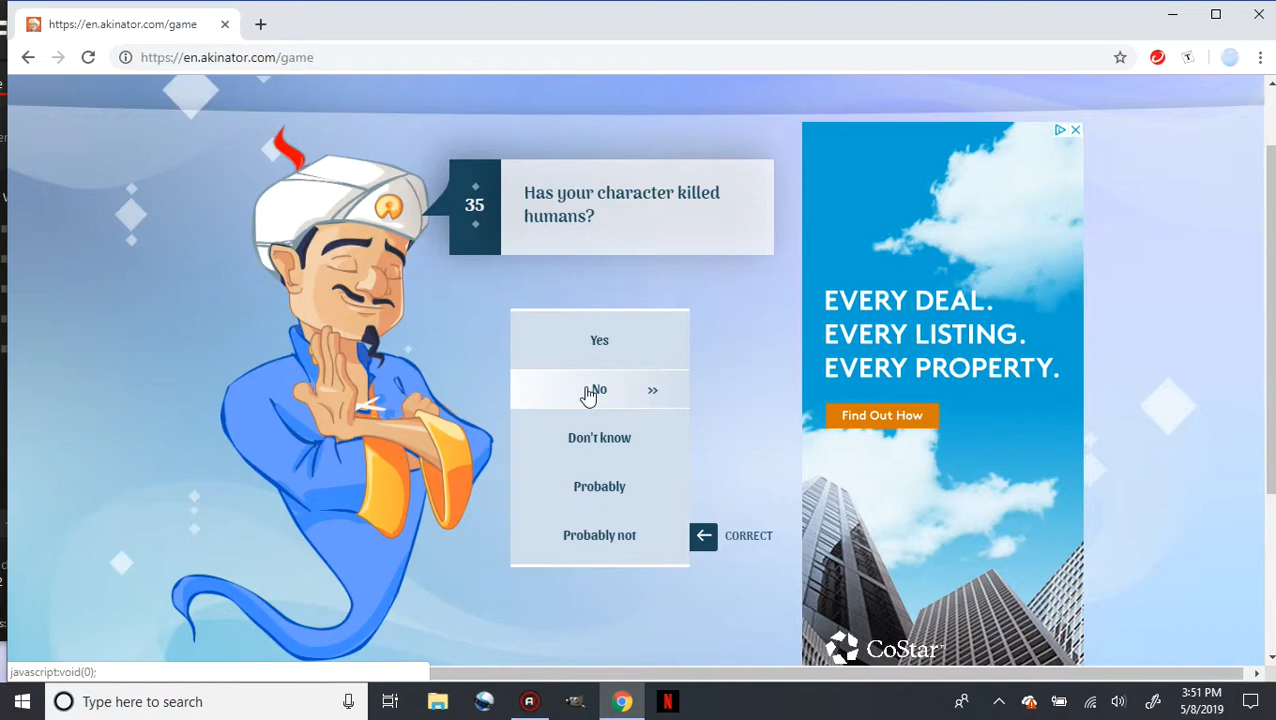 https://en.akinator.com/game
https://en.akinator.com/game
35
Has your character killed
humans?
Yes
No
Don't know
Probably
Probably not
CORRECT
EVERY DEAL.
EVERY LISTING.
EVERY PROPERTY.
Find Out How
CoStar™
javascript:void(0);
Type here to search
N
3:51 PM
5/8/2019